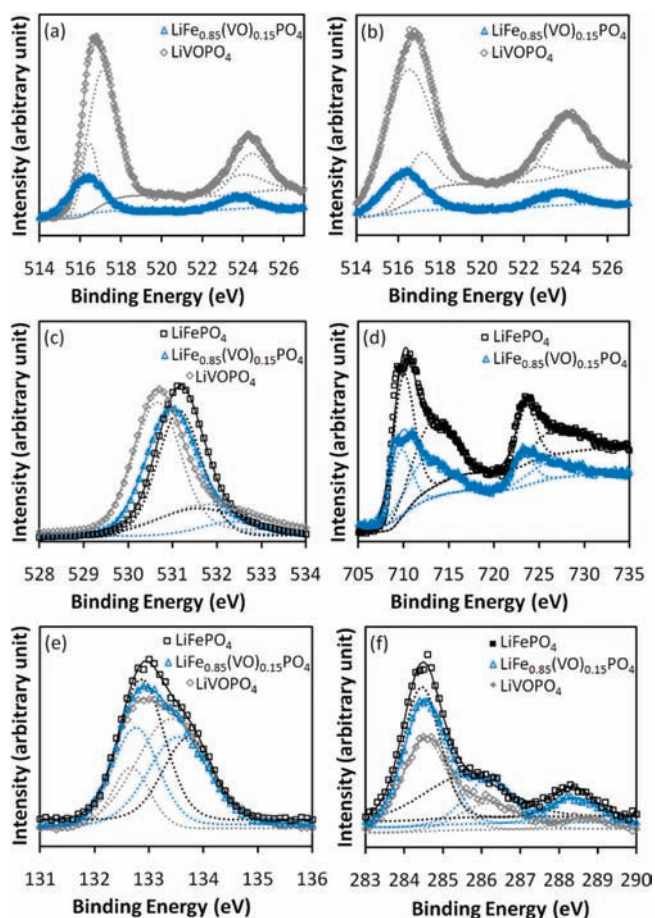 (a)
LiFe0.85(VO)0.15PO4
LiVOPO4
Intensity (arbitrary unit)
514 516 518 520 522 524 526
Binding Energy (eV)
(b)
LiFe0.85(VO)0.15PO4
LiVOPO4
Intensity (arbitrary unit)
514 516 518 520 522 524 526
Binding Energy (eV)
(c)
LiFePO4
LiFe0.85(VO)0.15PO4
LiVOPO4
Intensity (arbitrary unit)
528 529 530 531 532 533 534
Binding Energy (eV)
(d)
LiFePO4
LiFe0.85(VO)0.15PO4
Intensity (arbitrary unit)
705 710 715 720 725 730 735
Binding Energy (eV)
(e)
LiFePO4
LiFe0.85(VO)0.15PO4
LiVOPO4
Intensity (arbitrary unit)
131 132 133 134 135 136
Binding Energy (eV)
(f)
LiFePO4
LiFe0.85(VO)0.15PO4
LiVOPO4
Intensity (arbitrary unit)
283 284 285 286 287 288 289 290
Binding Energy (eV)